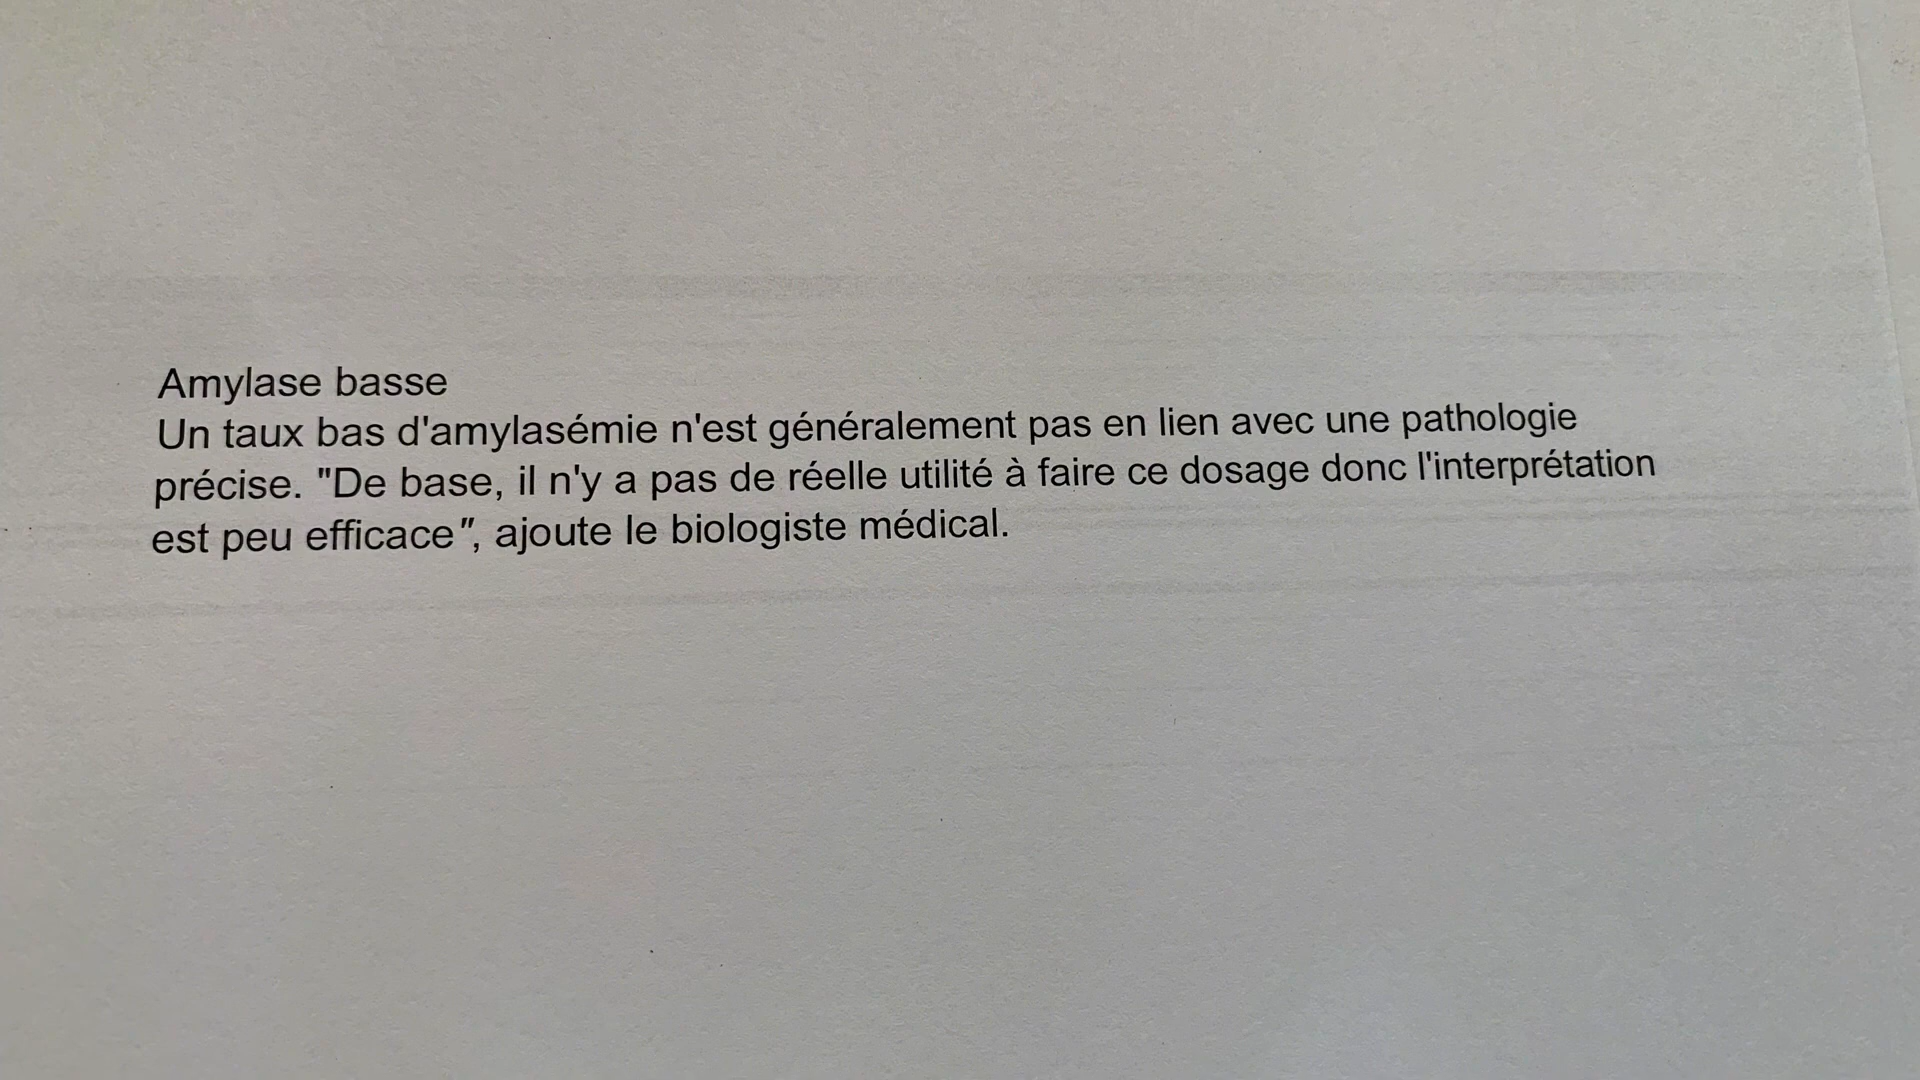 Amylase basse
Un taux bas d'amylasémie n'est généralement pas en lien avec une pathologie
précise. "De base, il n'y a pas de réelle utilité à faire ce dosage donc l'interprétation
est peu efficace", ajoute le biologiste médical.